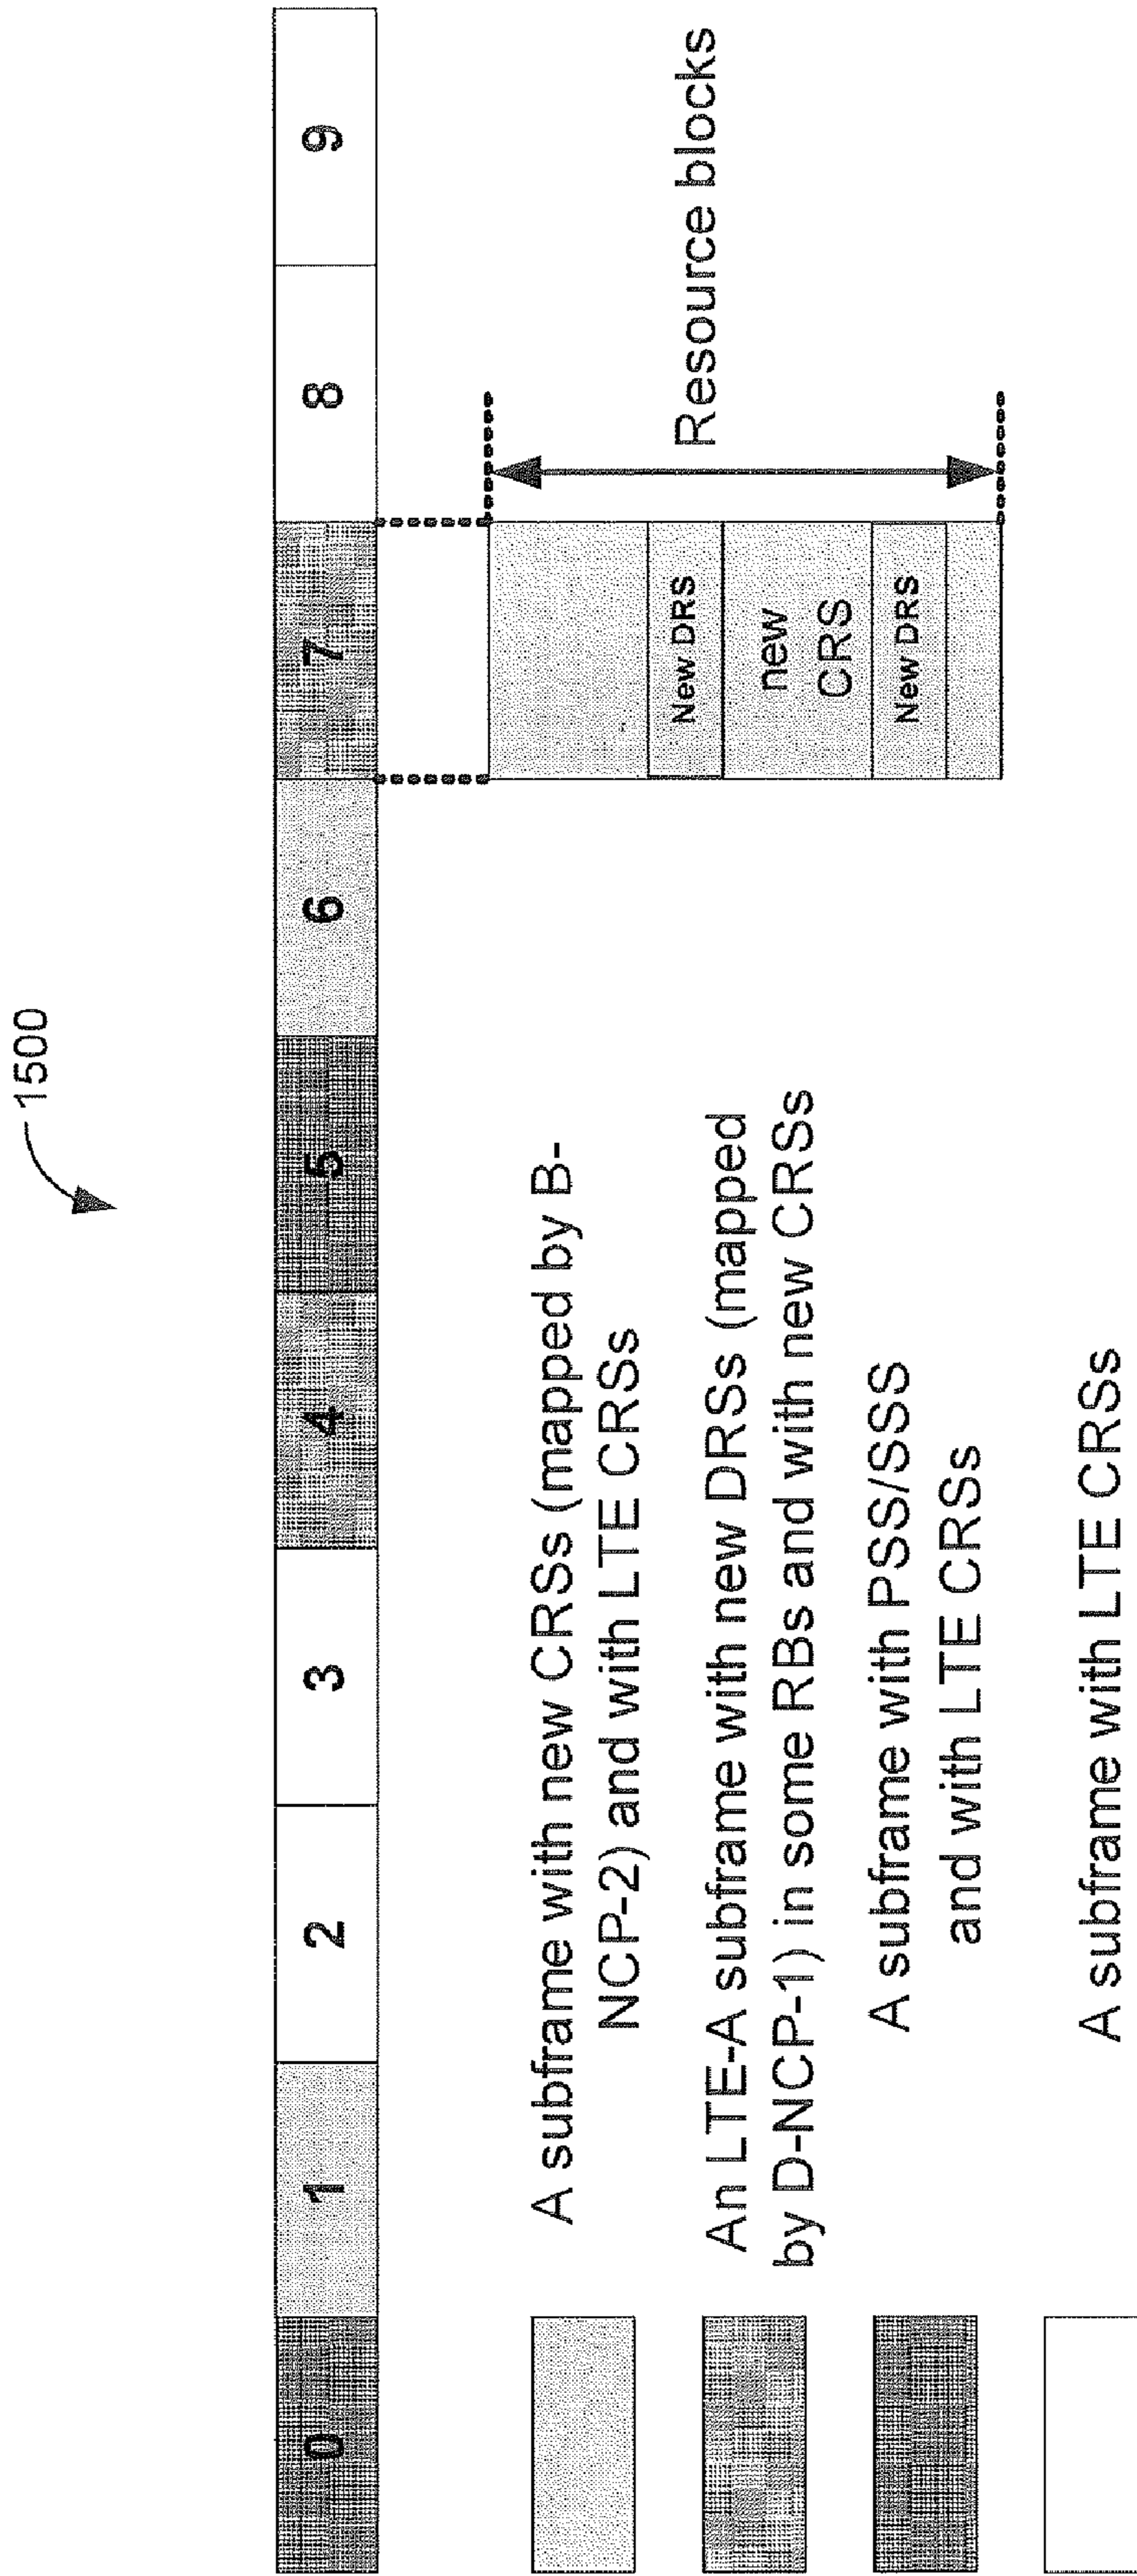 1500
0 1 2 3 4 5 6 7 8 9
A subframe with new CRSs (mapped by B-
NCP-2) and with LTE CRSs
An LTE-A subframe with new DRSs (mapped
by D-NCP-1) in some RBs and with new CRSs
A subframe with PSS/SSS
and with LTE CRSs
A subframe with LTE CRSs
New DRS
new
CRS
New DRS
Resource blocks